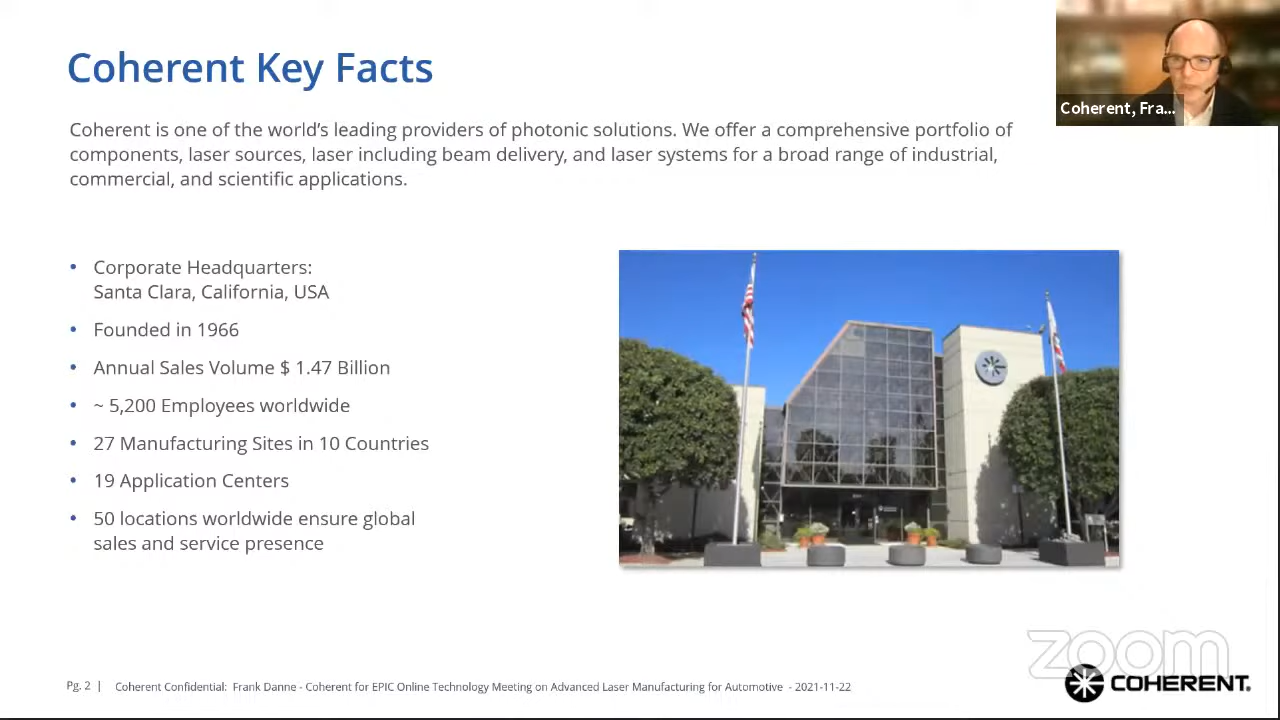 Coherent Key Facts
Coherent, Fra...
Coherent is one of the world's leading providers of photonic solutions. We offer a comprehensive portfolio of
components, laser sources, laser including beam delivery, and laser systems for a broad range of industrial,
commercial, and scientific applications.
• Corporate Headquarters:
Santa Clara, California, USA
• Founded in 1966
• Annual Sales Volume $ 1.47 Billion
• ~ 5,200 Employees worldwide
• 27 Manufacturing Sites in 10 Countries
• 19 Application Centers
• 50 locations worldwide ensure global
sales and service presence
zoom
COHERENT.
Pg. 2 | Coherent Confidential: Frank Danne - Coherent for EPIC Online Technology Meeting on Advanced Laser Manufacturing for Automotive - 2021-11-22